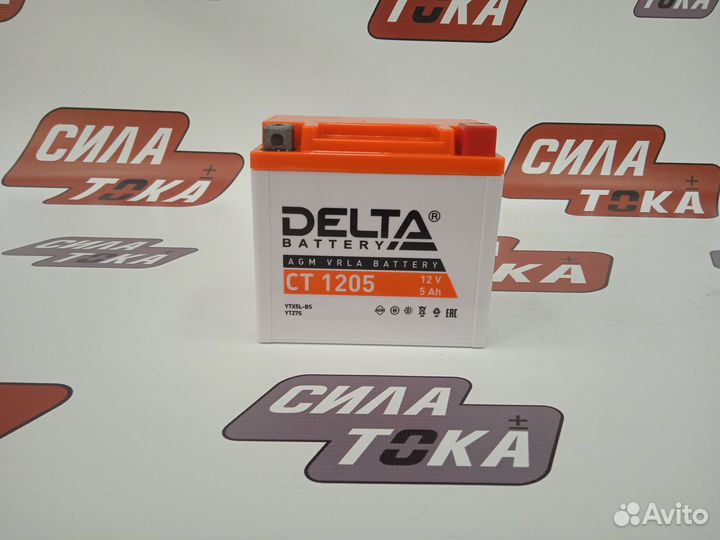 СИЛА
ТОКА
СИЛА
ТОКА
СИЛА
ТОКА
DELTA®
BATTERY
AGM VRLA BATTERY
CT 1205
12 V
5 Ah
YTX5L-BS
YTZ7S
EAC
СИЛА
ТОКА
СИЛА
ТОКА
Avito